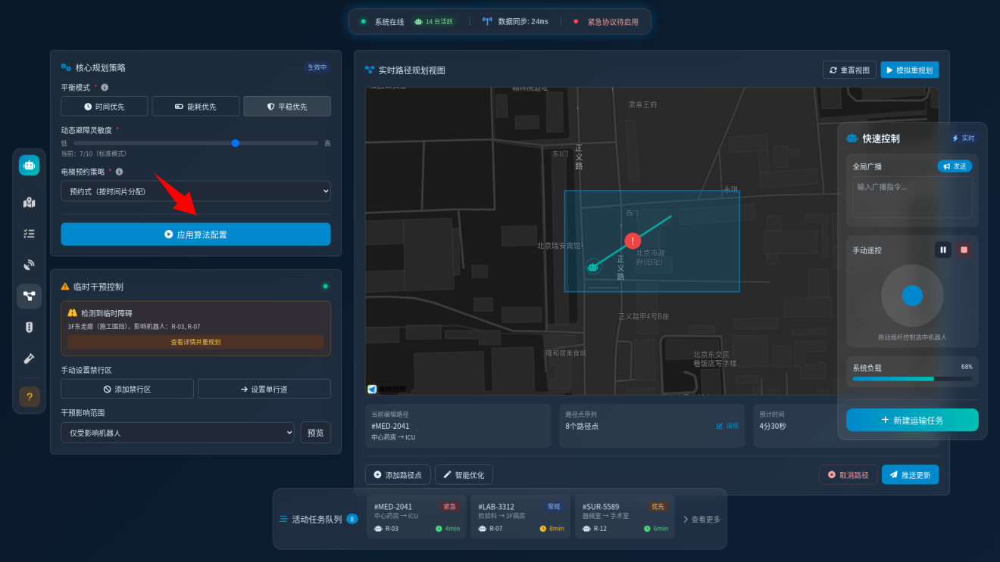 系统在线
14 台活跃
数据同步: 24ms
紧急协议待启用
核心规划策略
生效中
平衡模式 *
时间优先
能耗优先
平稳优先
动态避障灵敏度 *
低
高
当前: 7/10（标准模式）
电梯预约策略 *
预约式（按时间片分配）
应用算法配置
临时干预控制
检测到临时障碍
3F东走廊（施工围挡），影响机器人: R-03, R-07
查看详情并重规划
手动设置禁行区
添加禁行区
设置单行道
干预影响范围
仅受影响机器人
预览
?
实时路径规划视图
重置视图
模拟重规划
翰林院遗址
肃亲王府
东1门
正义路
永琪
西门
!
北京瑞安宾馆
北京市政
府(旧址)
正义路
正义路甲4号B座
隆和居美食城
北京东交民
巷饭店写字楼
当前编辑路径
#MED-2041
中心药房 → ICU
路径点序列
8个路径点
编辑
预计时间
4分30秒
添加路径点
智能优化
取消路径
推送更新
快速控制
实时
全局广播
发送
输入广播指令...
手动遥控
拖动摇杆控制选中机器人
系统负载
68%
新建运输任务
活动任务队列
8
#MED-2041
紧急
中心药房 → ICU
R-03
4min
#LAB-3312
常规
检验科 → 3F病房
R-07
8min
#SUR-5589
优先
器械室 → 手术室
R-12
6min
查看更多